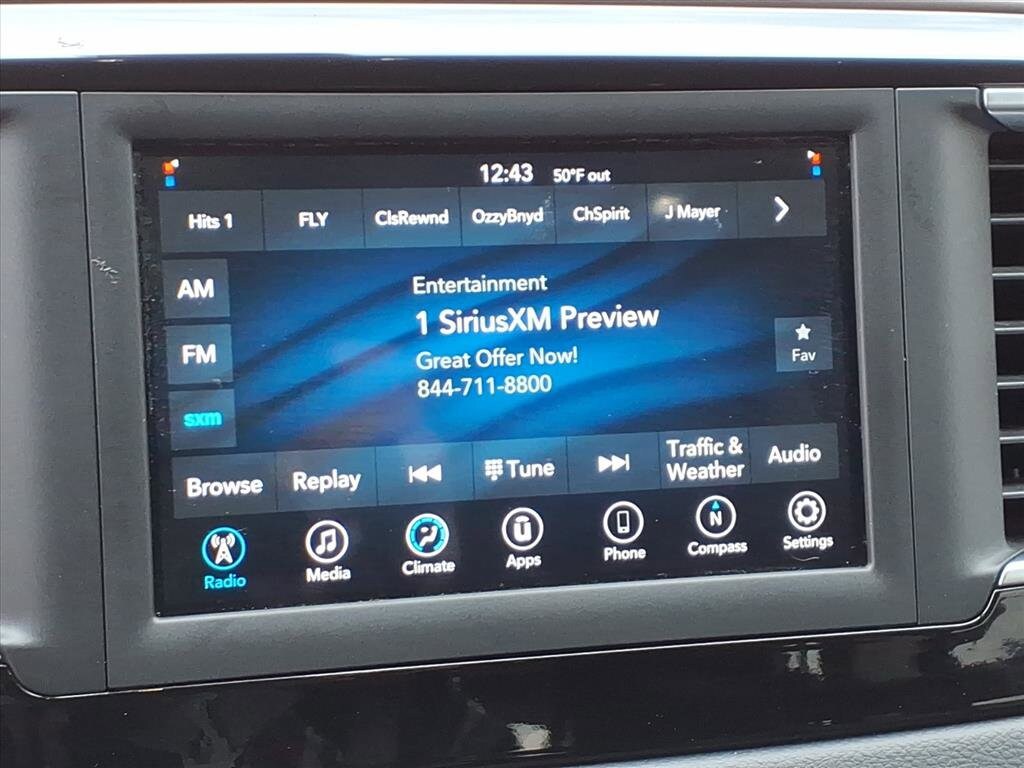 12:43 50°F out
Hits 1 FLY ClsRewnd OzzyBnyd ChSpirit J Mayer
AM
FM
sxm
Entertainment
1 SiriusXM Preview
Great Offer Now!
844-711-8800
Fav
Browse Replay Tune Traffic &
Weather Audio
Radio Media Climate Apps Phone N Compass Settings